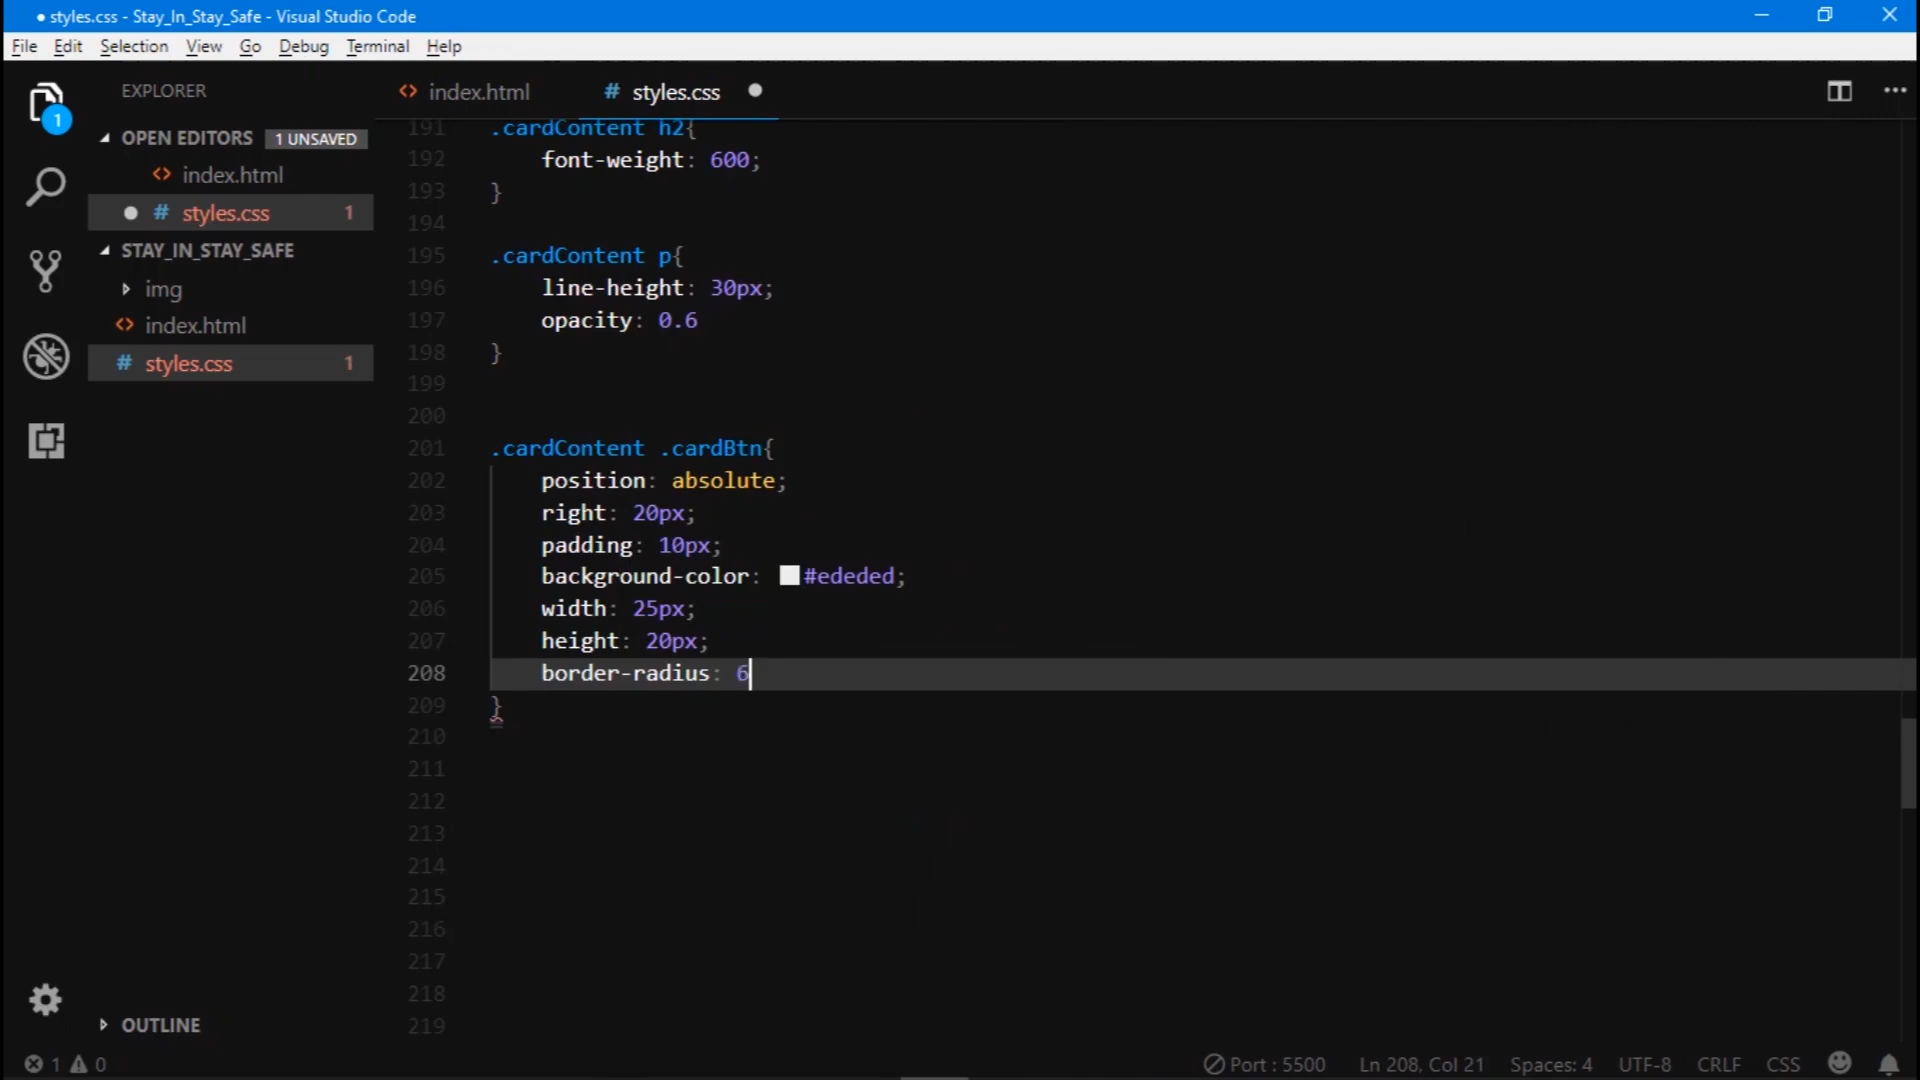 styles.css - Stay_In_Stay_Safe - Visual Studio Code
File Edit Selection View Go Debug Terminal Help
EXPLORER
index.html
styles.css
1
OPEN EDITORS 1 UNSAVED
index.html
styles.css 1
STAY_IN_STAY_SAFE
img
index.html
styles.css 1
OUTLINE
191 .cardContent h2{
192 font-weight: 600;
193 }
194
195 .cardContent p{
196 line-height: 30px;
197 opacity: 0.6
198 }
199
200
201 .cardContent .cardBtn{
202 position: absolute;
203 right: 20px;
204 padding: 10px;
205 background-color: #ededed;
206 width: 25px;
207 height: 20px;
208 border-radius: 6
209 }
210
211
212
213
214
215
216
217
218
219
1 0 Port : 5500 Ln 208, Col 21 Spaces: 4 UTF-8 CRLF CSS